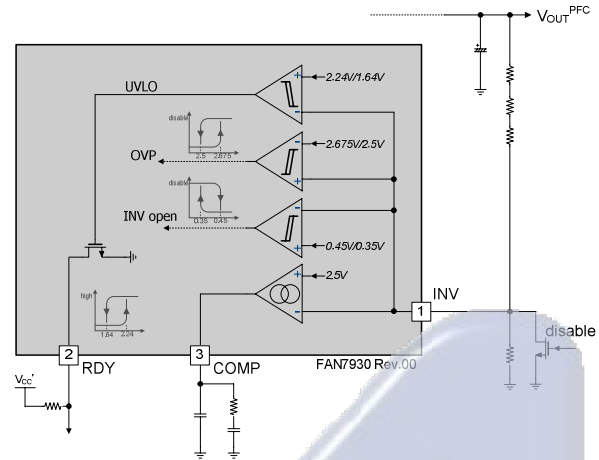 VOUT PFC
UVLO
2.24V/1.64V
disable
2.5 2.675
OVP
2.675V/2.5V
disable
0.35 0.45
INV open
0.45V/0.35V
2.5V
high
1.64 2.24
INV
1
disable
2
RDY
3
COMP
FAN7930 Rev.00
VCC'